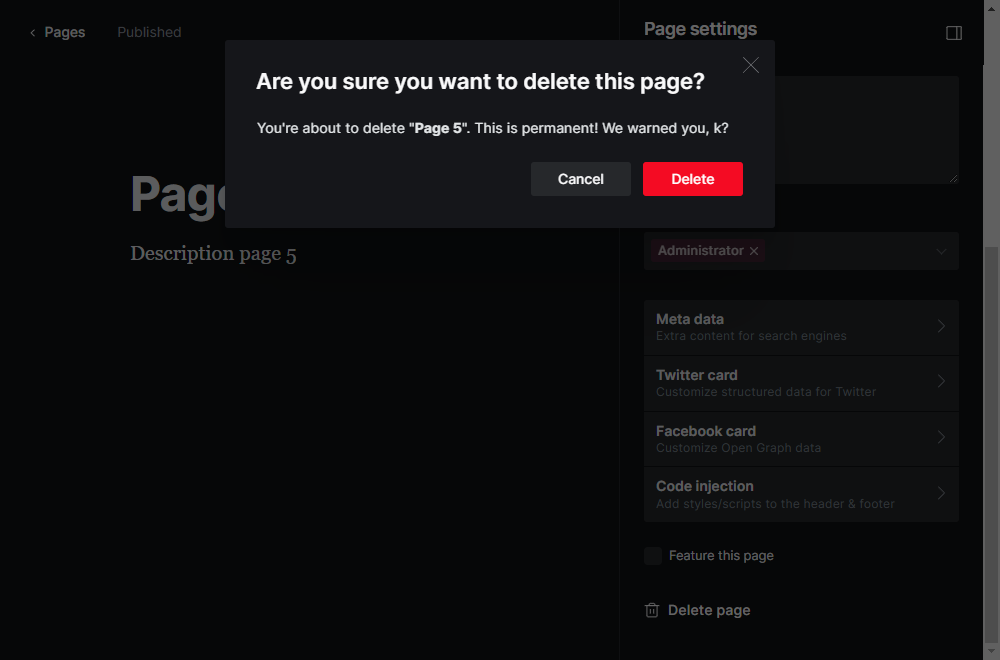 Pages Published
Page settings
Are you sure you want to delete this page?
You're about to delete "Page 5". This is permanent! We warned you, k?
Cancel Delete
Description page 5
Administrator
Meta data
Extra content for search engines
Twitter card
Customize structured data for Twitter
Facebook card
Customize Open Graph data
Code injection
Add styles/scripts to the header & footer
Feature this page
Delete page